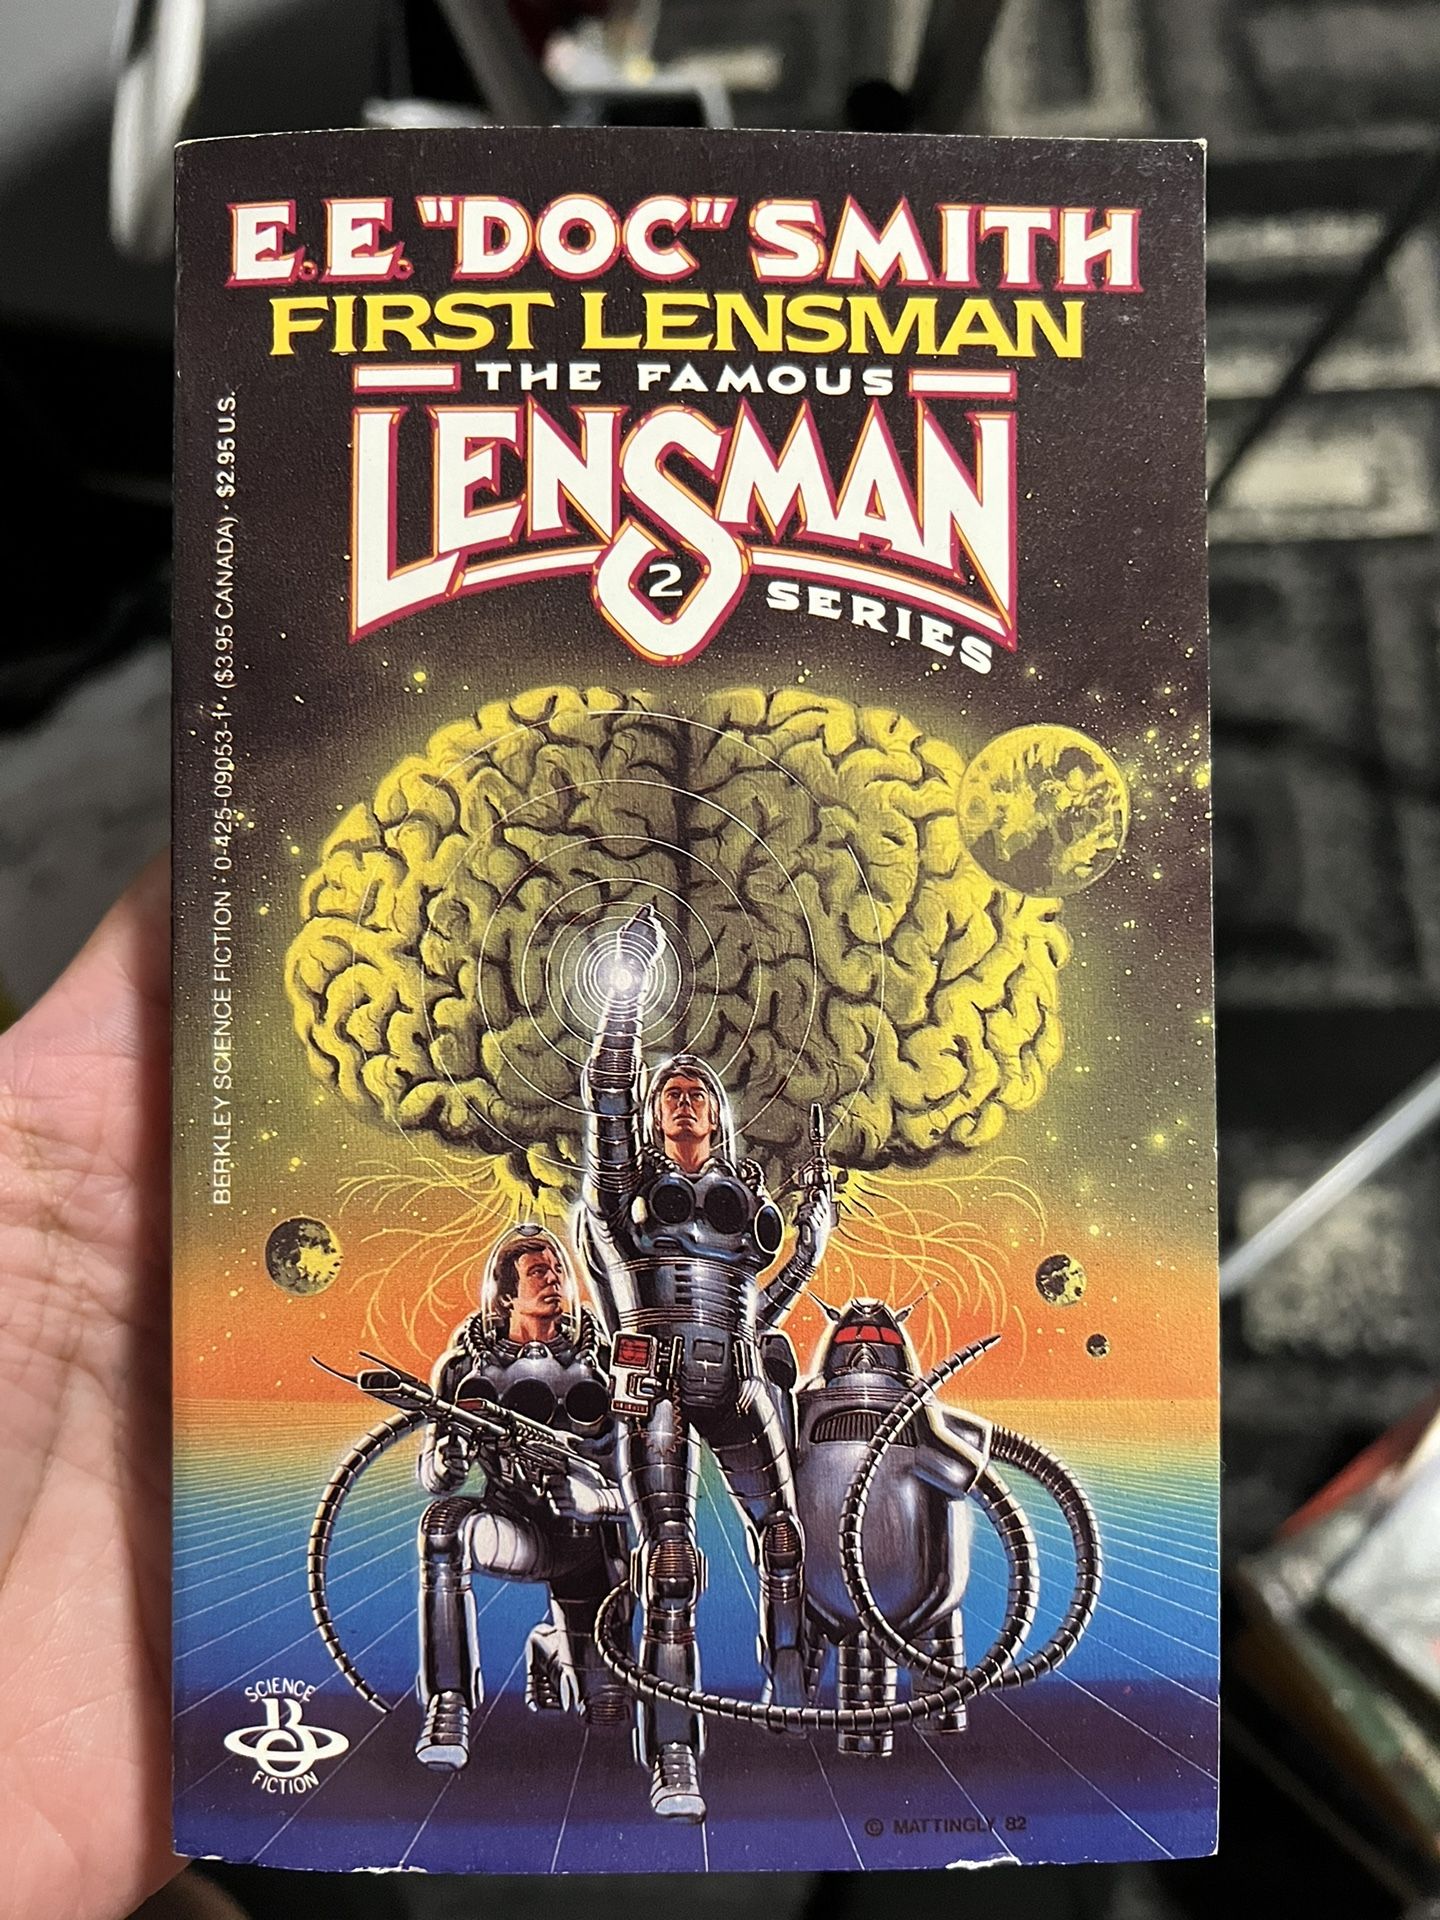 E.E. "DOC" SMITH
FIRST LENSMAN
THE FAMOUS
LENSMAN
2
SERIES
BERKLEY SCIENCE FICTION · 0-425-09053-1 · ($3.95 CANADA) · $2.95 U.S.
SCIENCE
B
FICTION
© MATTINGLY 82